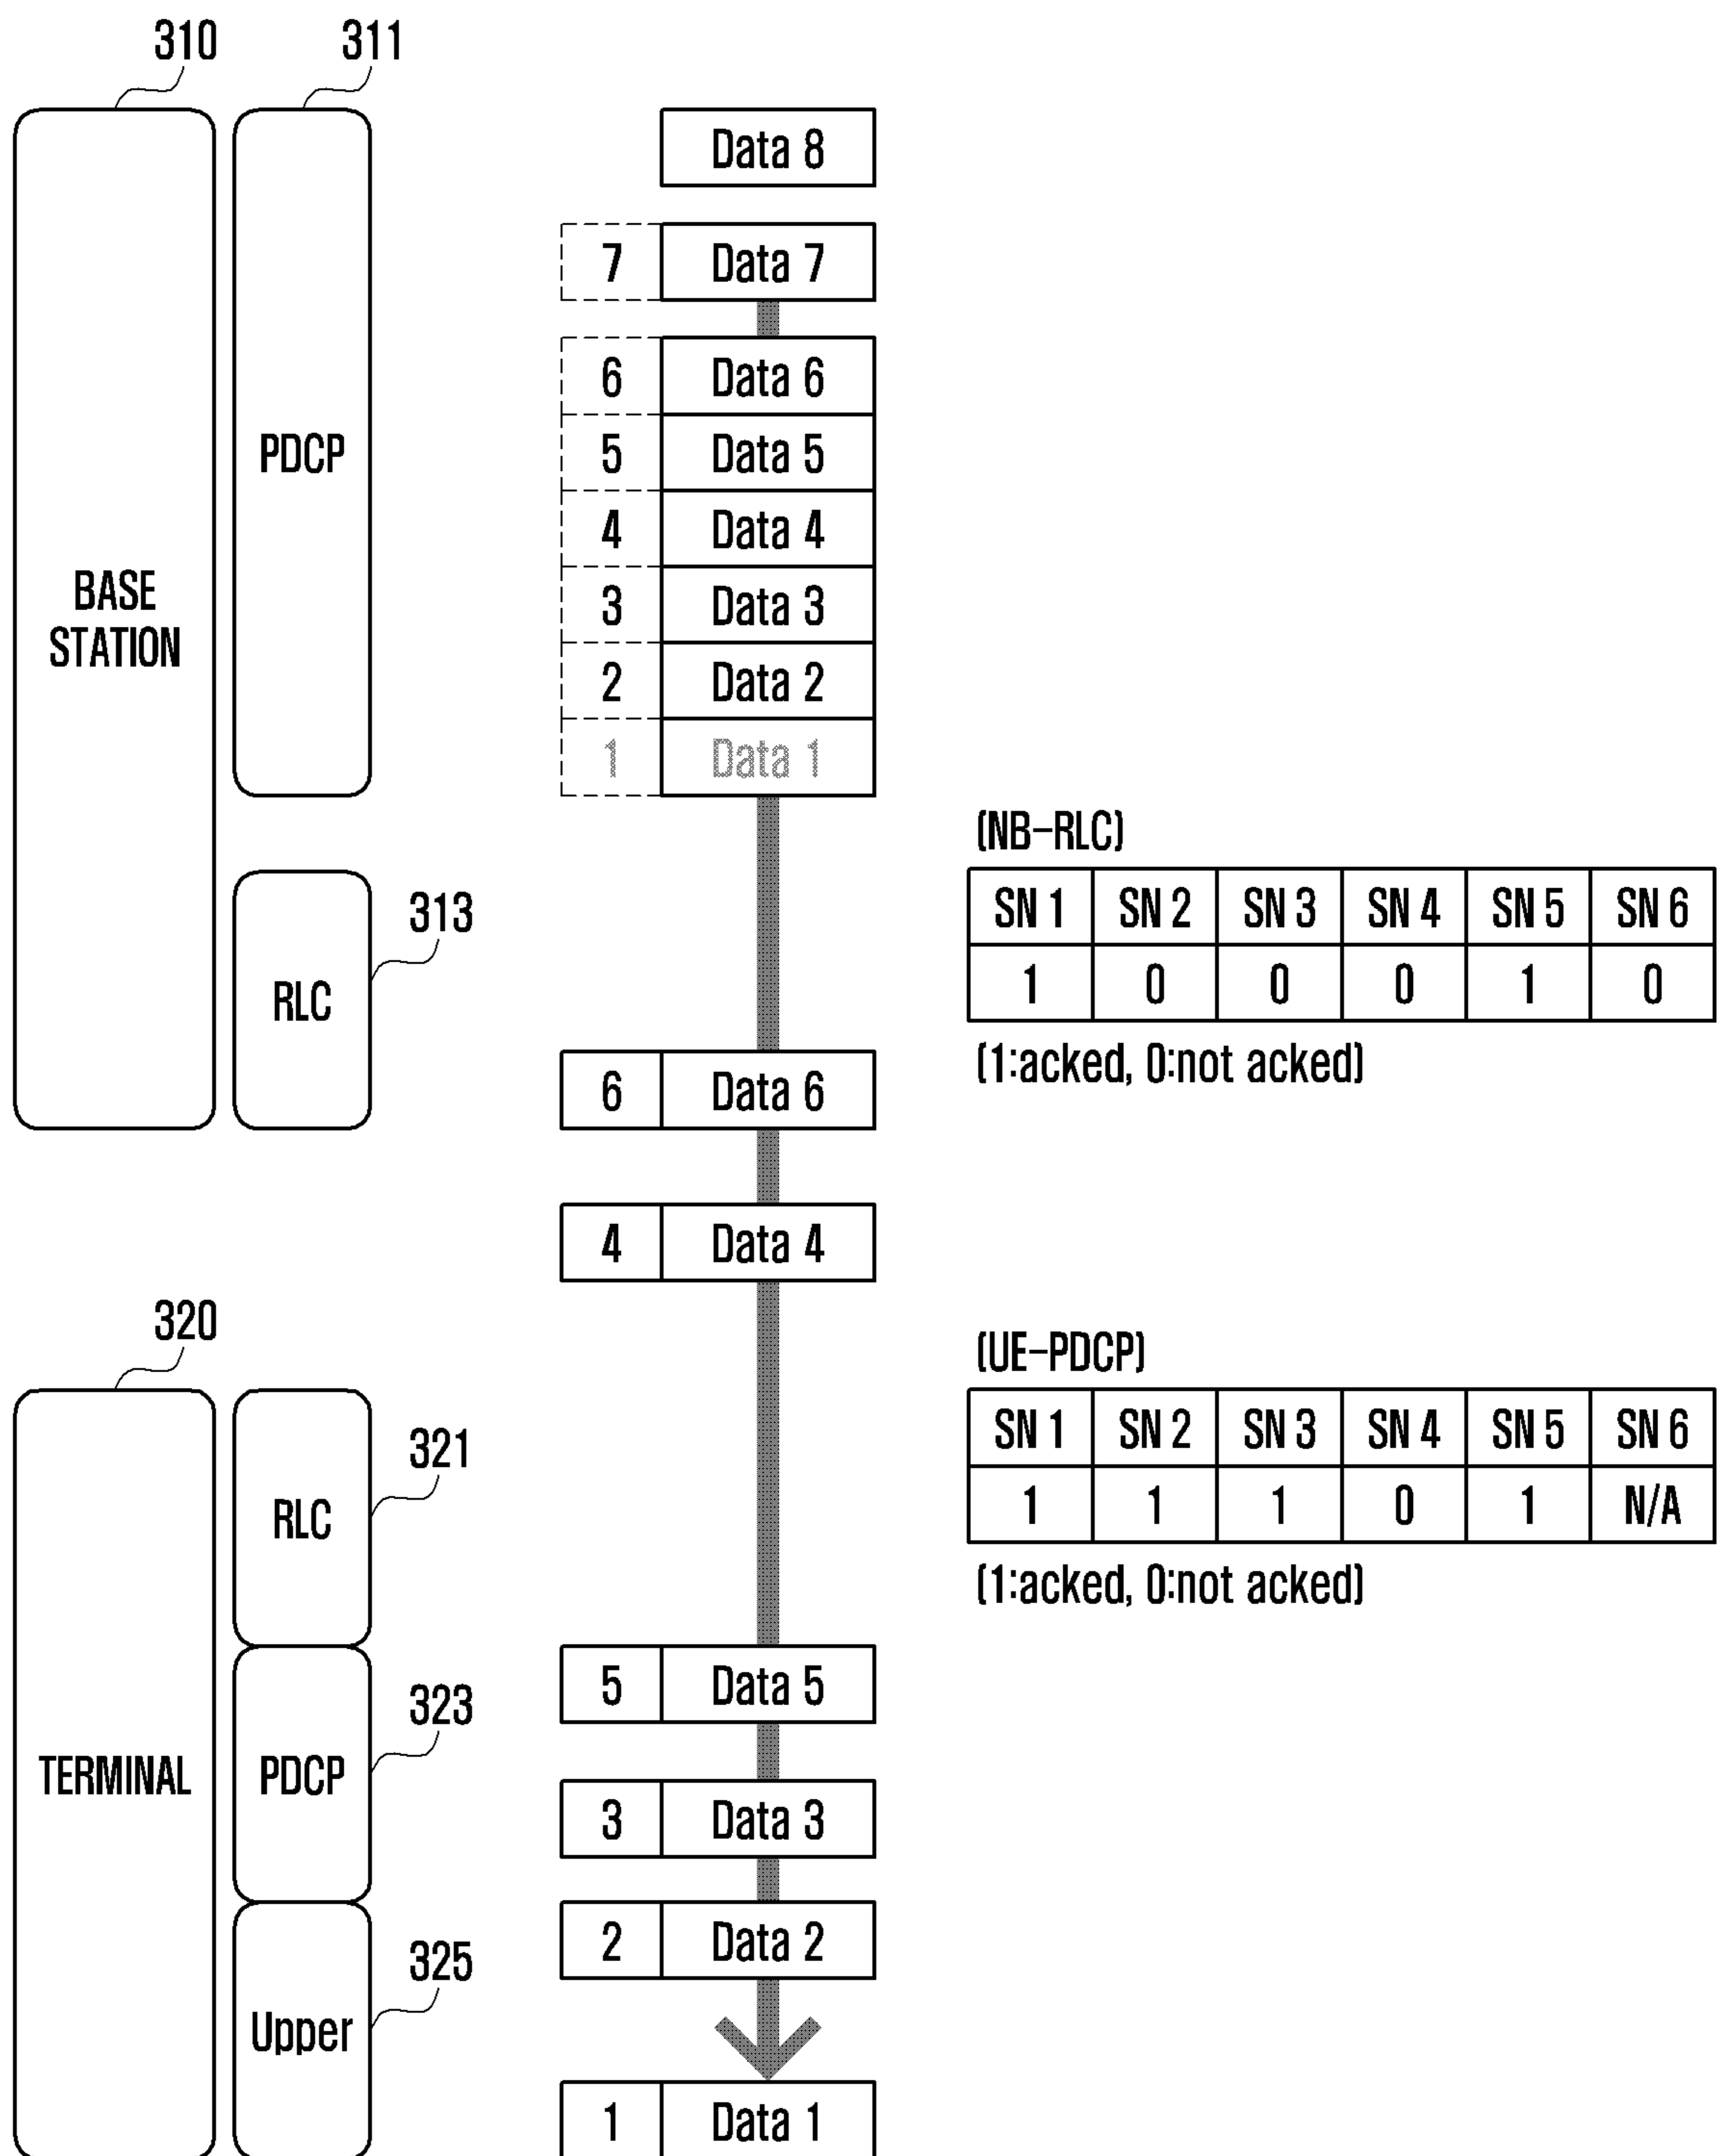 310
311
Data 8
7 Data 7
6 Data 6
5 Data 5
4 Data 4
3 Data 3
2 Data 2
1 Data 1
PDCP
BASE
STATION
RLC
313
(NB-RLC)
SN 1 SN 2 SN 3 SN 4 SN 5 SN 6
1 0 0 0 1 0
(1:acked, 0:not acked)
6 Data 6
4 Data 4
320
TERMINAL
RLC
321
(UE-PDCP)
SN 1 SN 2 SN 3 SN 4 SN 5 SN 6
1 1 1 0 1 N/A
(1:acked, 0:not acked)
PDCP
323
5 Data 5
3 Data 3
Upper
325
2 Data 2
1 Data 1